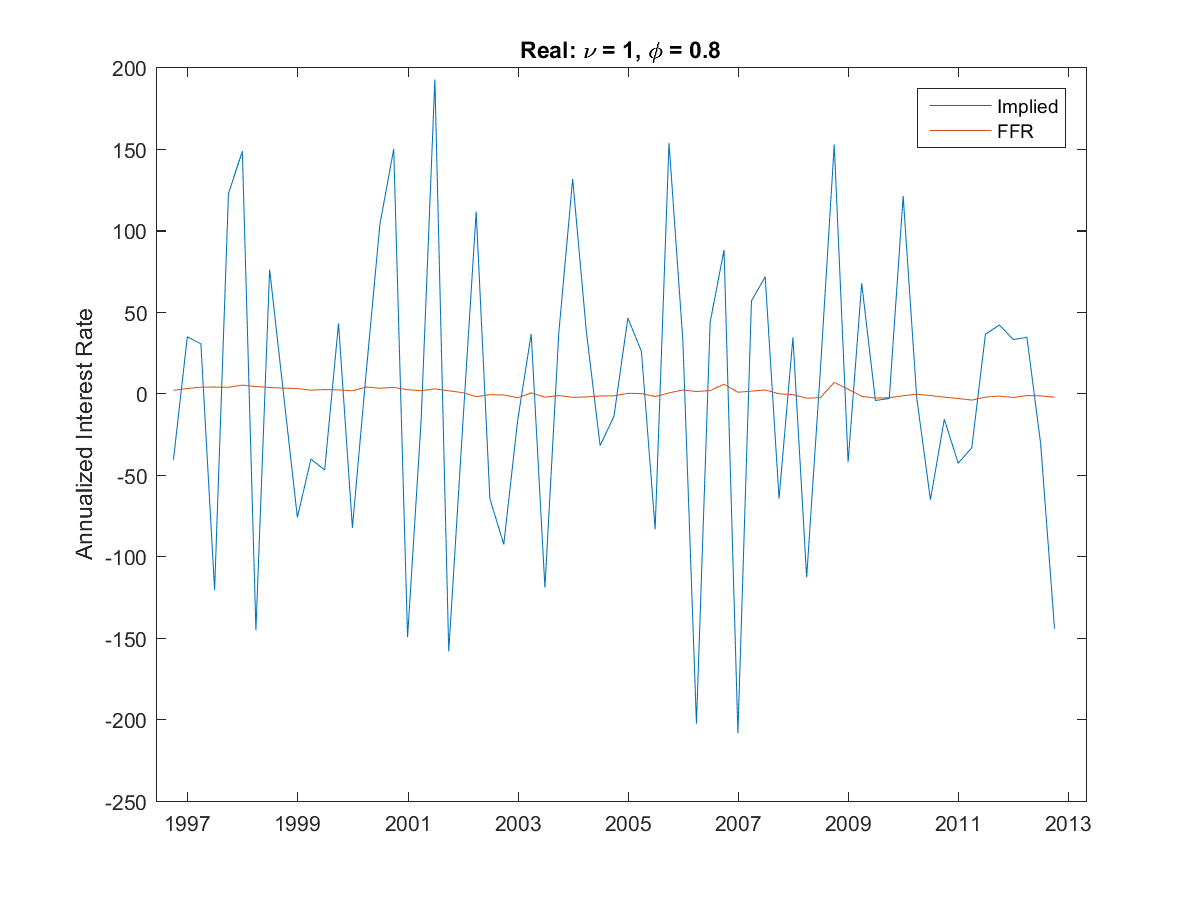 Real: ν = 1, ϕ = 0.8
Implied
FFR
Annualized Interest Rate
200
150
100
50
0
-50
-100
-150
-200
-250
1997 1999 2001 2003 2005 2007 2009 2011 2013